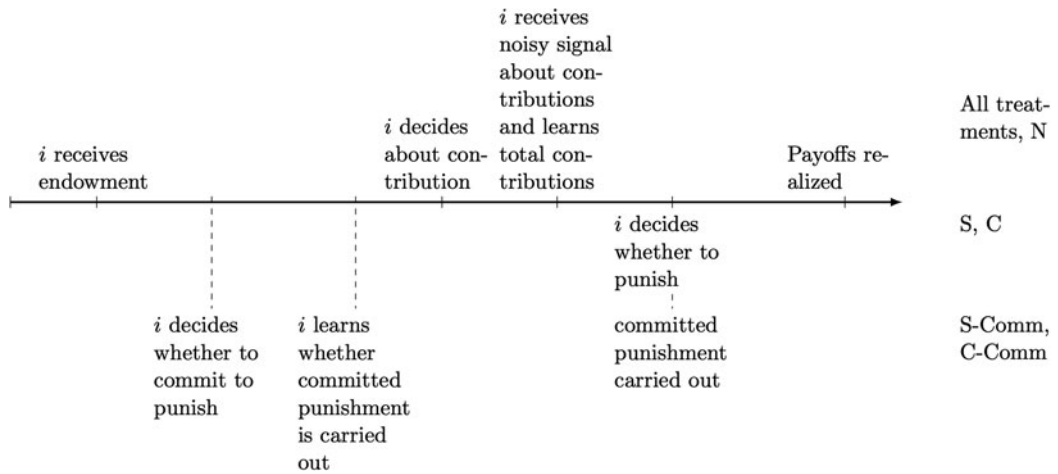 i receives
noisy signal
about con-
tributions
and learns
total con-
tributions
i decides
about con-
tribution
i receives
endowment
Payoffs re-
alized
All treat-
ments, N
i decides
whether to
punish
S, C
i decides
whether to
commit to
punish
i learns
whether
committed
punishment
is carried
out
committed
punishment
carried out
S-Comm,
C-Comm